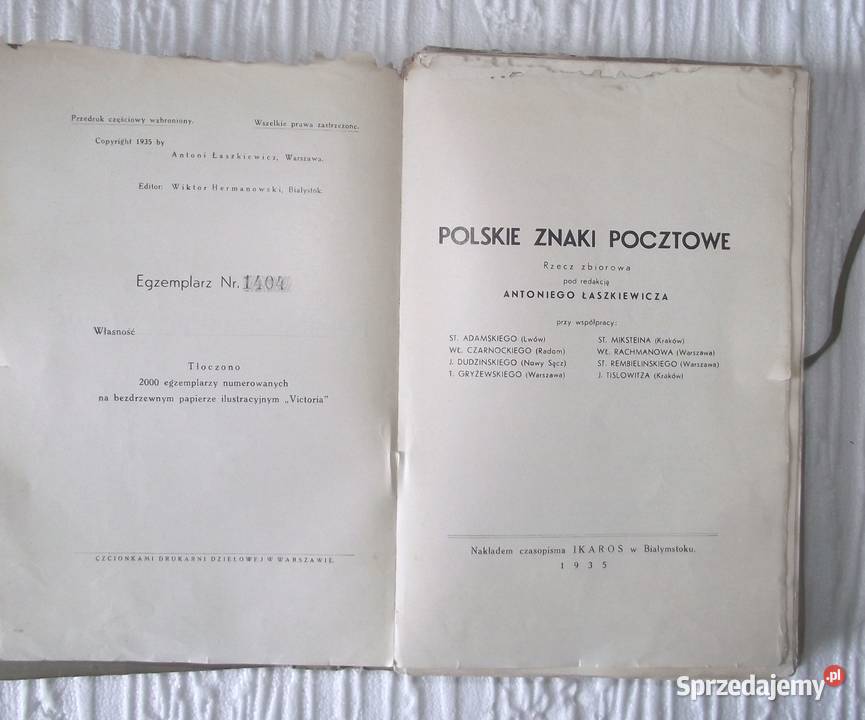 Przedruk częściowy wzbroniony. Wszelkie prawa zastrzeżone.
Copyright 1935 by
Antoni Łaszkiewicz, Warszawa.
Editor: Wiktor Hermanowski, Białystok.
Egzemplarz Nr. 1404
Własność
Tłoczono
2000 egzemplarzy numerowanych
na bezdrzewnym papierze ilustracyjnym „Victoria"
CZCIONKAMI DRUKARNI DZIEŁOWEJ W WARSZAWIE.
POLSKIE ZNAKI POCZTOWE
Rzecz zbiorowa
pod redakcją
ANTONIEGO ŁASZKIEWICZA
przy współpracy:
ST. ADAMSKIEGO (Lwów)
WŁ. CZARNOCKIEGO (Radom)
J. DUDZINSKIEGO (Nowy Sącz)
T. GRYŻEWSKIEGO (Warszawa)
ST. MIKSTEINA (Kraków)
WŁ. RACHMANOWA (Warszawa)
ST. REMBIELINSKIEGO (Warszawa)
J. TISLOWITZA (Kraków)
Nakładem czasopisma IKAROS w Białymstoku.
1935
Sprzedajemy.pl